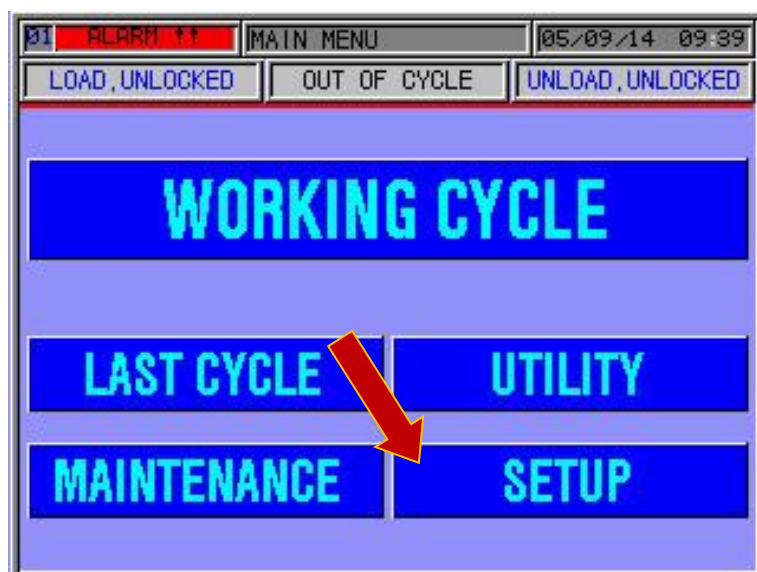 01 ALARM !! MAIN MENU 05/09/14 09:39
LOAD,UNLOCKED OUT OF CYCLE UNLOAD,UNLOCKED
WORKING CYCLE
LAST CYCLE UTILITY
MAINTENANCE SETUP